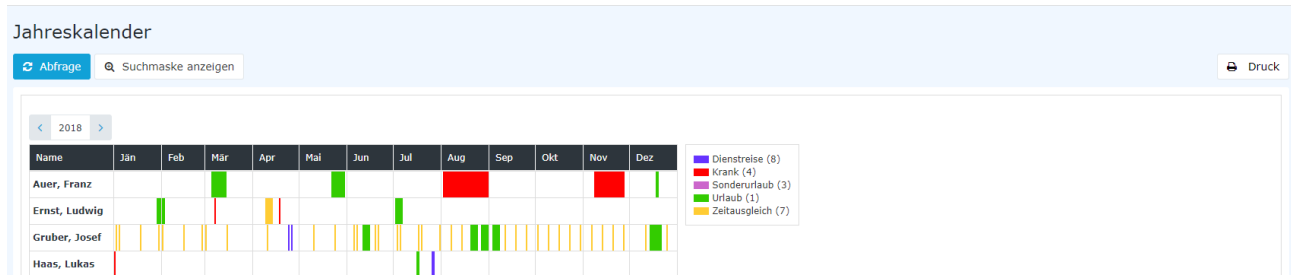 Jahreskalender
Abfrage Suchmaske anzeigen Druck
2018
Name Jän Feb Mär Apr Mai Jun Jul Aug Sep Okt Nov Dez
Dienstreise (8)
Krank (4)
Sonderurlaub (3)
Urlaub (1)
Zeitausgleich (7)
Auer, Franz
Ernst, Ludwig
Gruber, Josef
Haas, Lukas